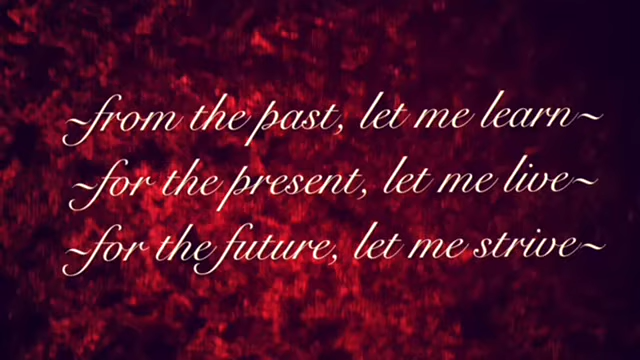 ~from the past, let me learn~
~for the present, let me live~
~for the future, let me strive~